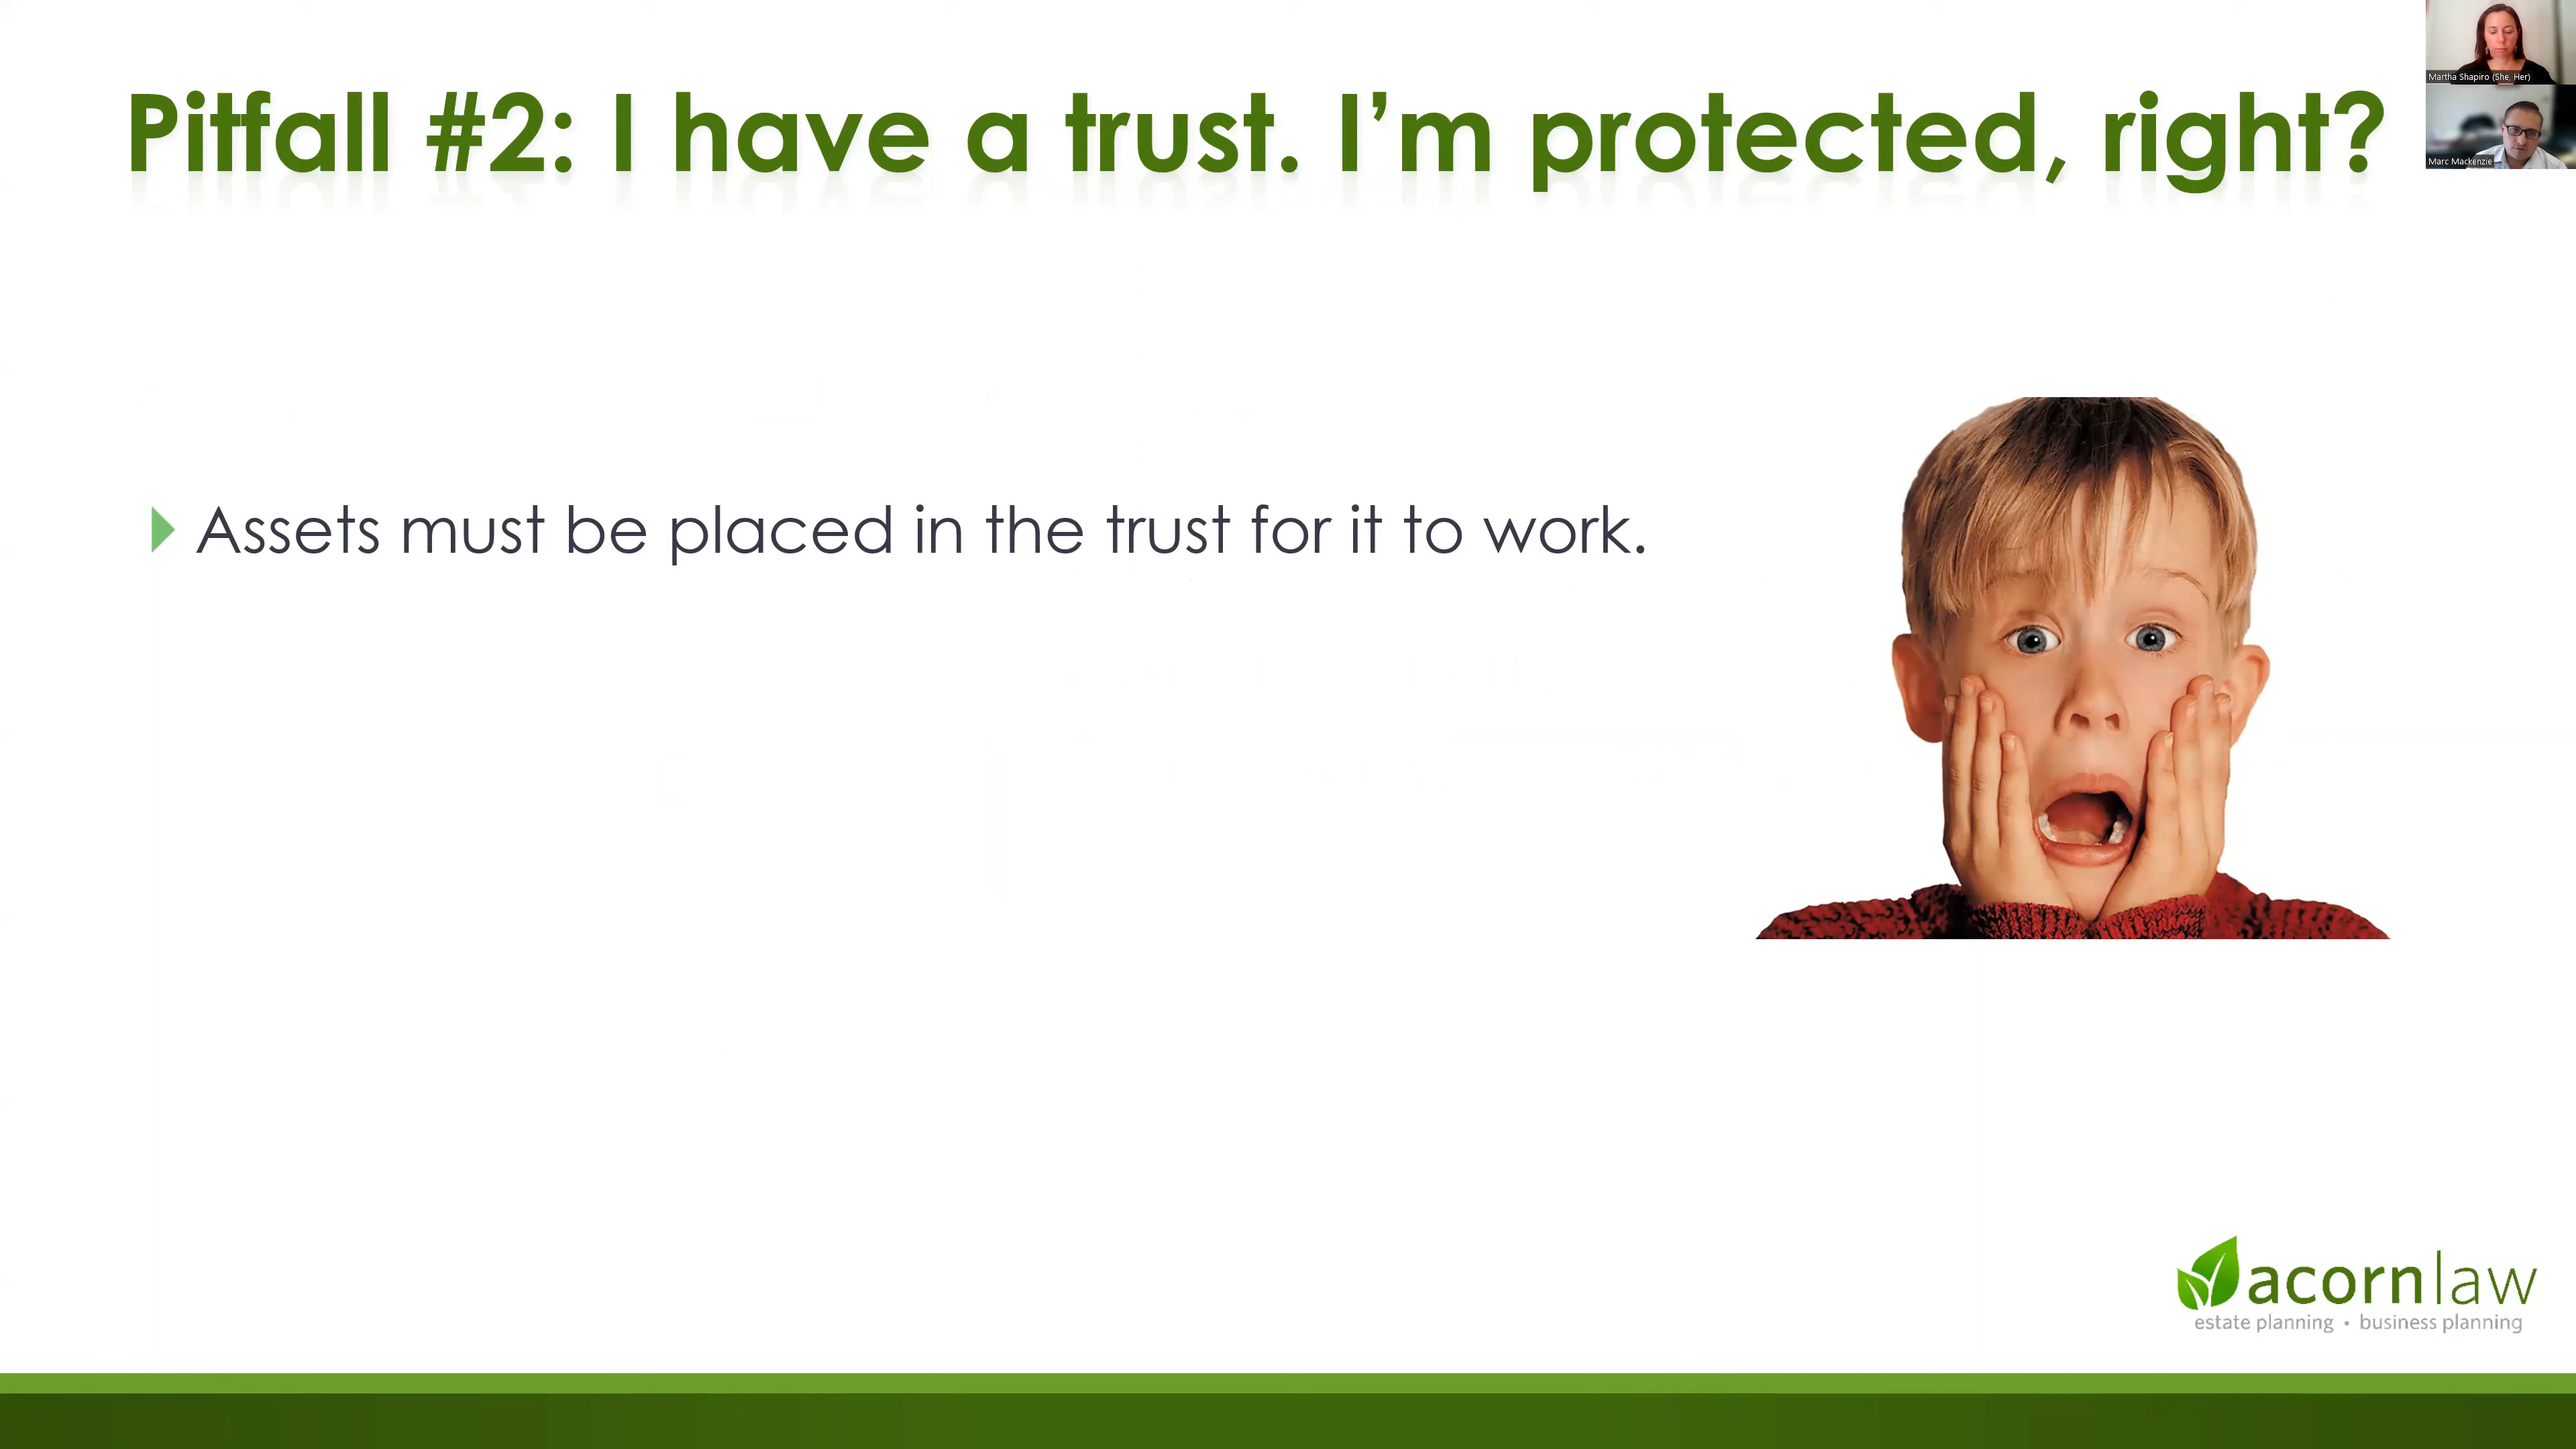 Pitfall #2: I have a trust. I’m protected, right?
Martha Shapiro (She, Her)
Marc Mackenzie
Assets must be placed in the trust for it to work.
acornlaw
estate planning • business planning